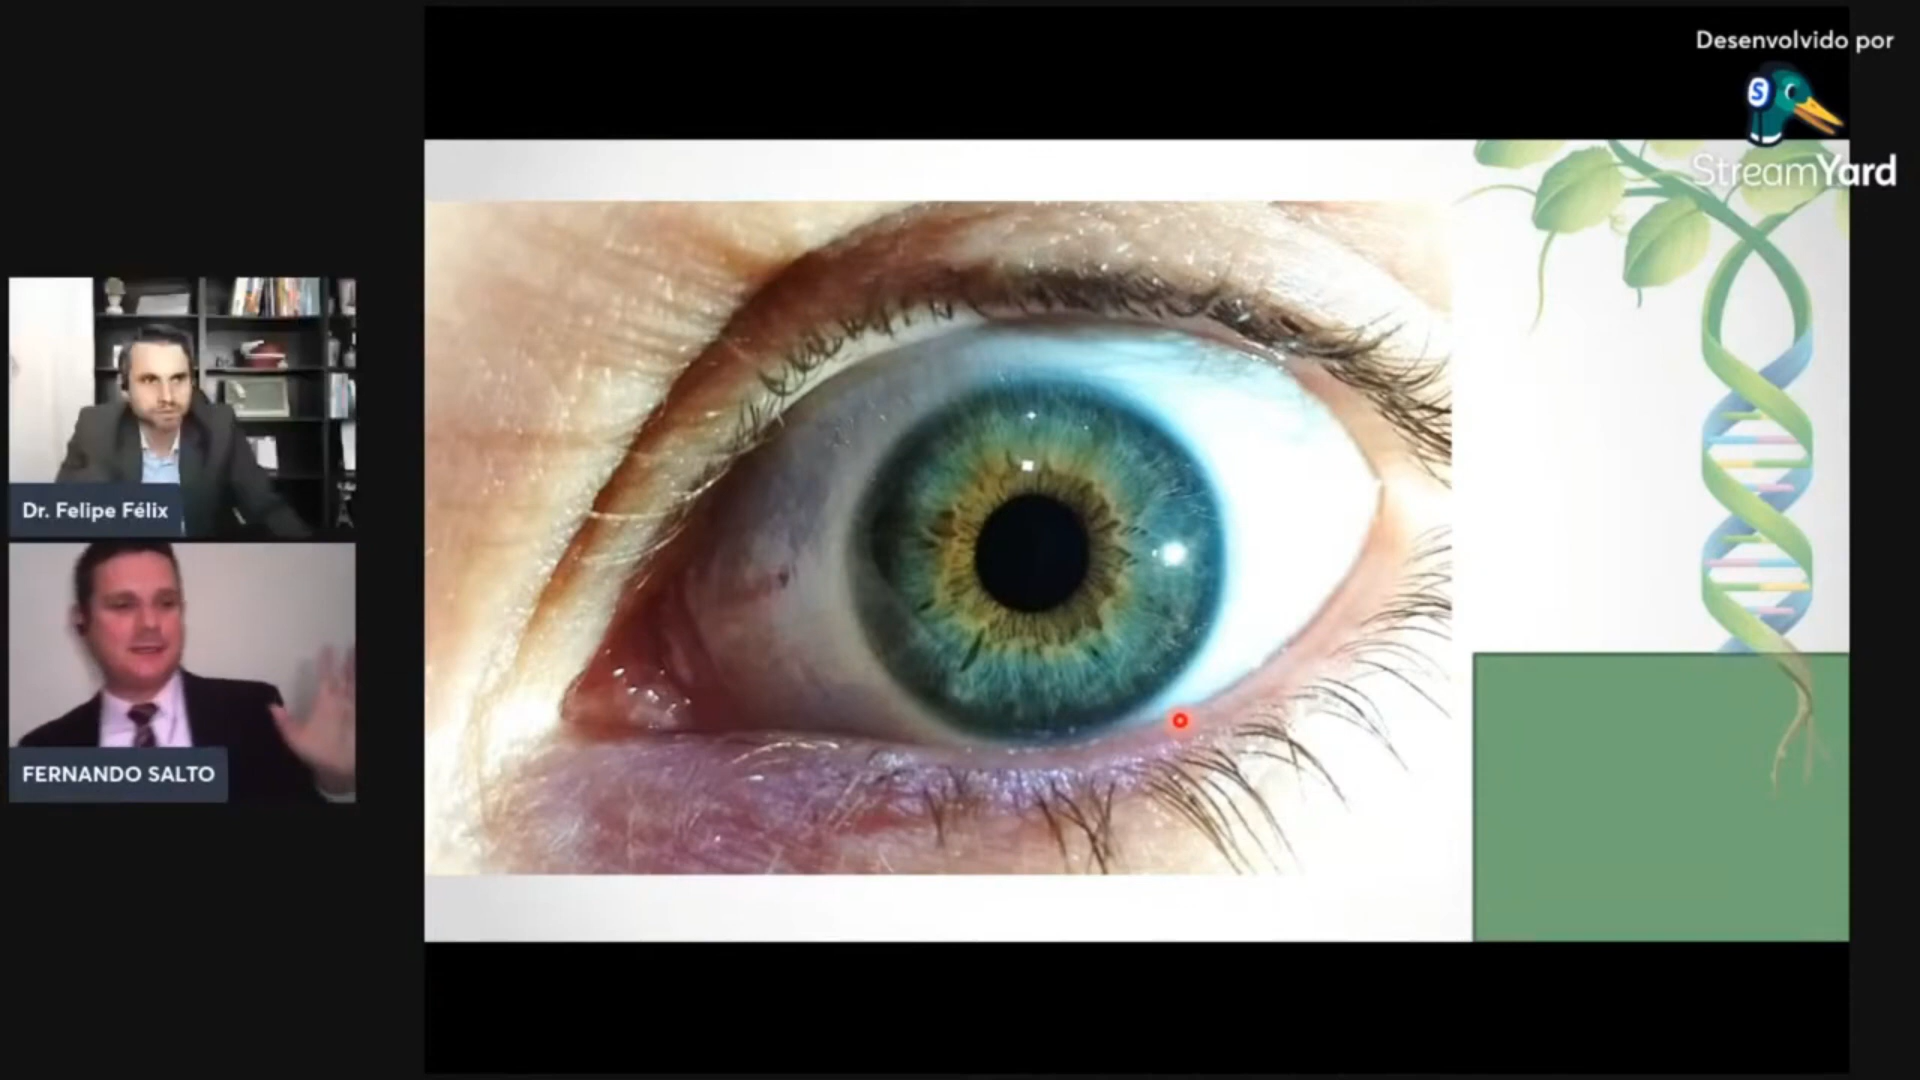 Desenvolvido por
S
StreamYard
Dr. Felipe Félix
FERNANDO SALTO